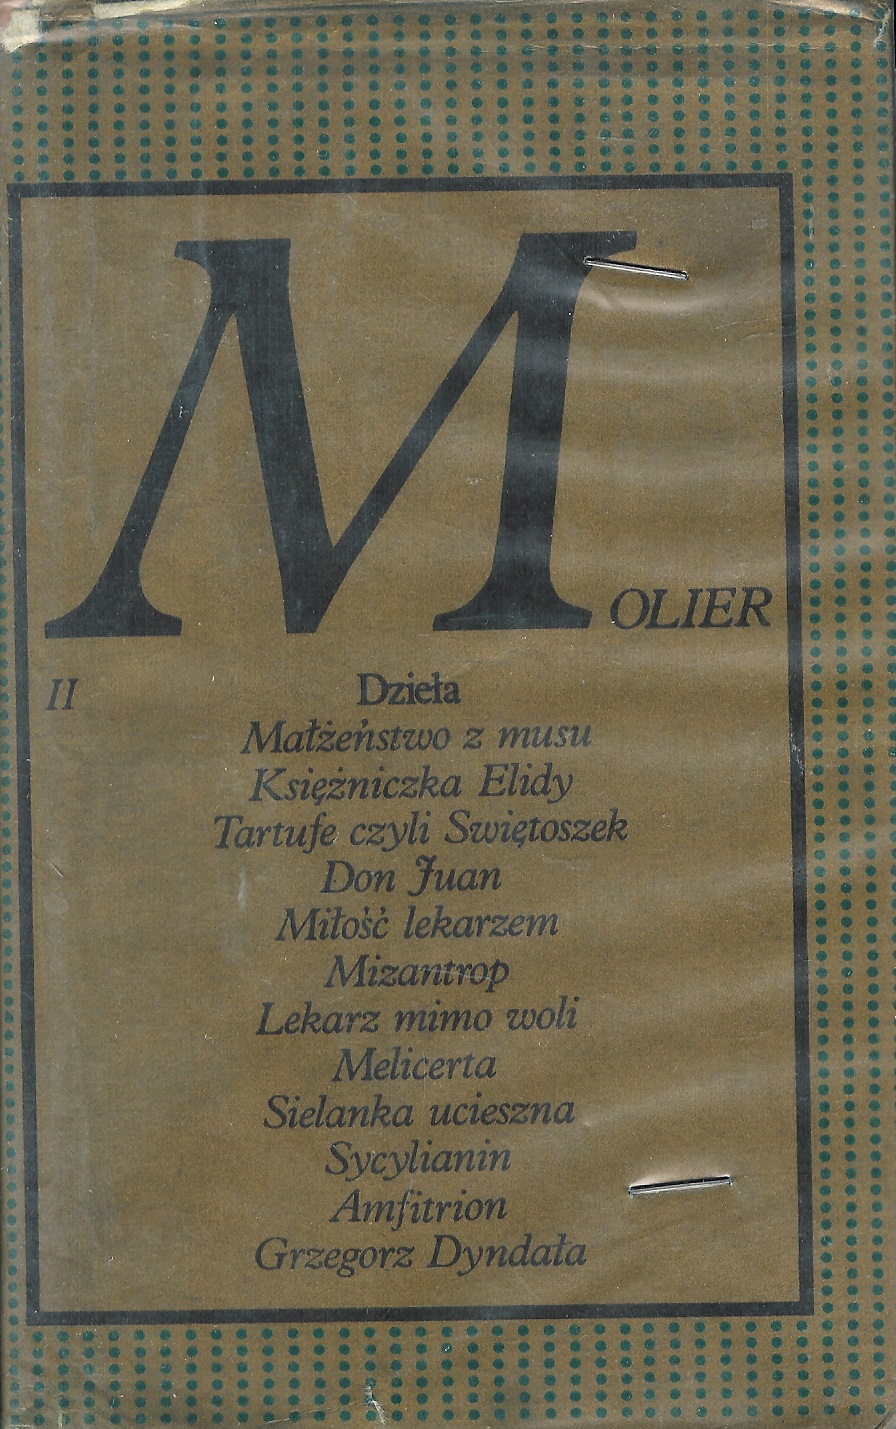 MOLIER
II
Dzieła
Małżeństwo z musu
Księżniczka Elidy
Tartufe czyli Swiętoszek
Don Juan
Miłość lekarzem
Mizantrop
Lekarz mimo woli
Melicerta
Sielanka ucieszna
Sycylianin
Amfitrion
Grzegorz Dyndała